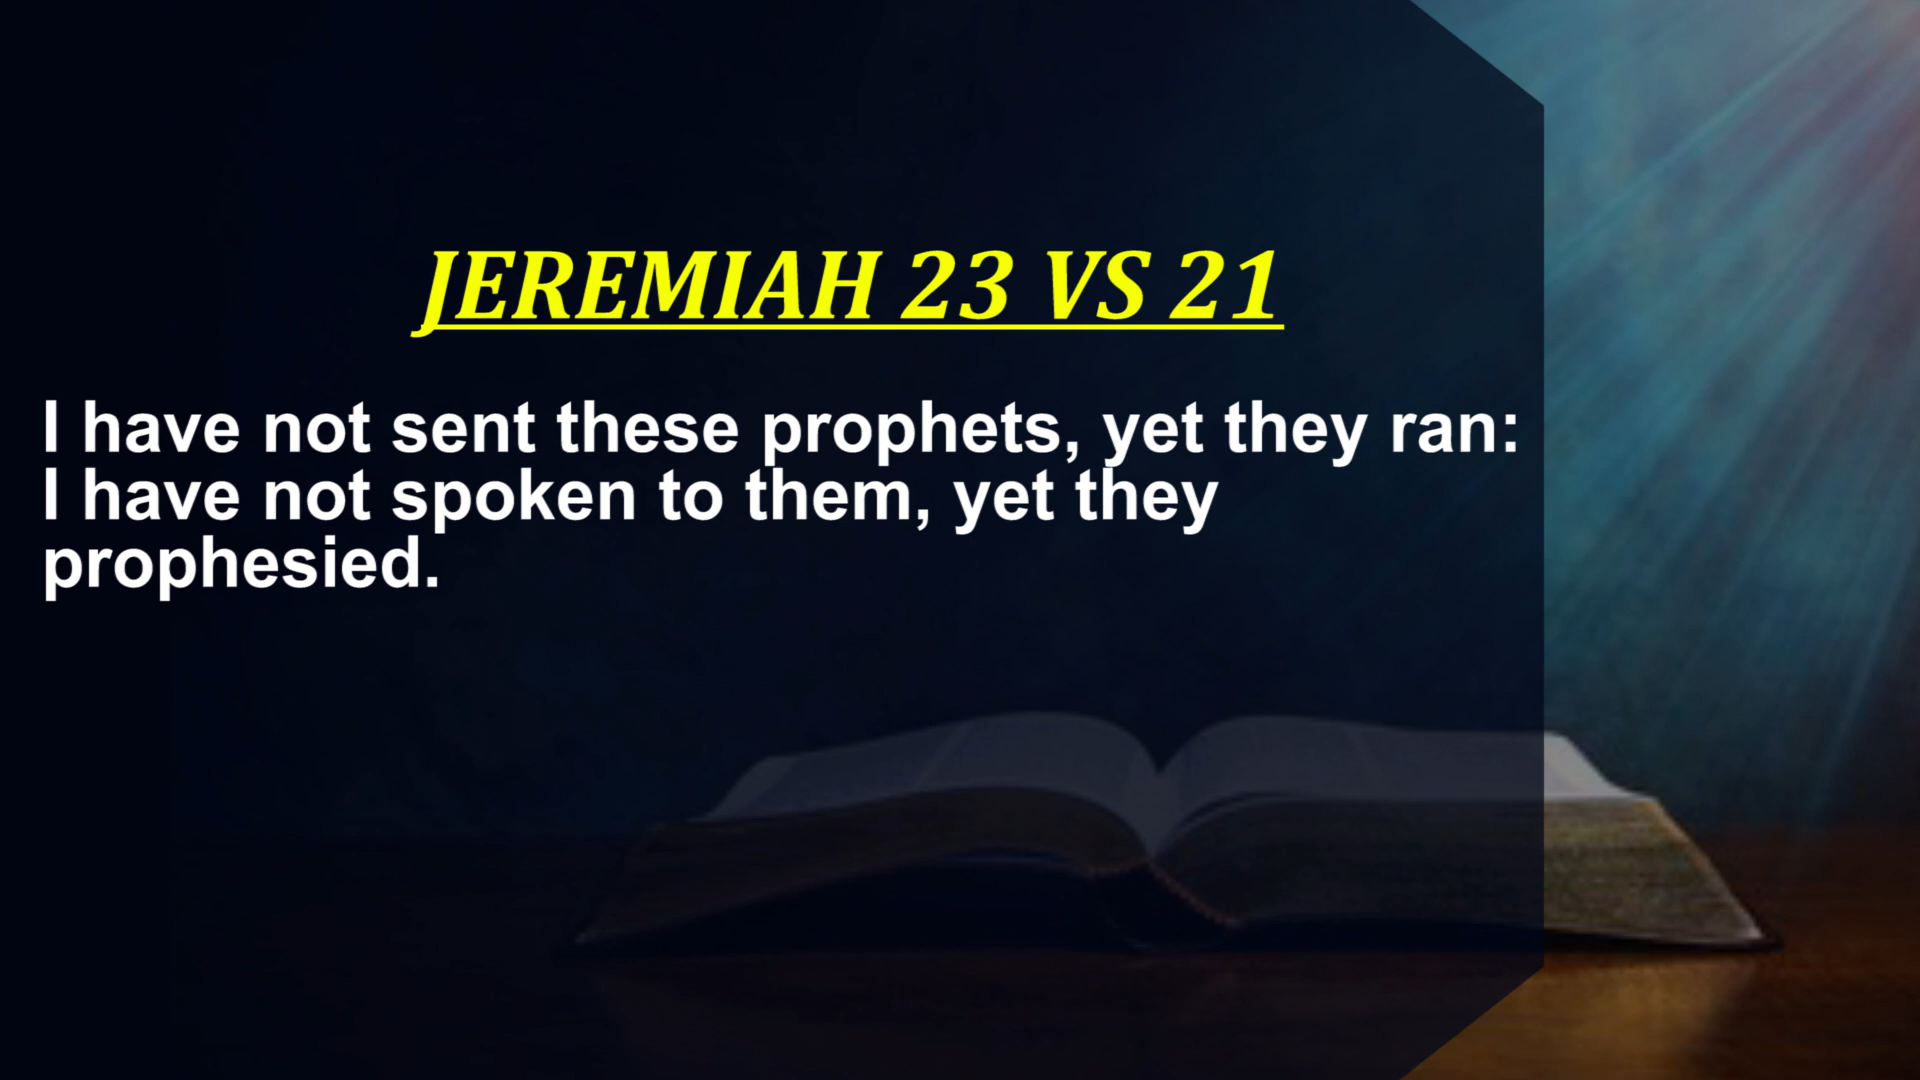 JEREMIAH 23 VS 21
I have not sent these prophets, yet they ran:
I have not spoken to them, yet they
prophesied.